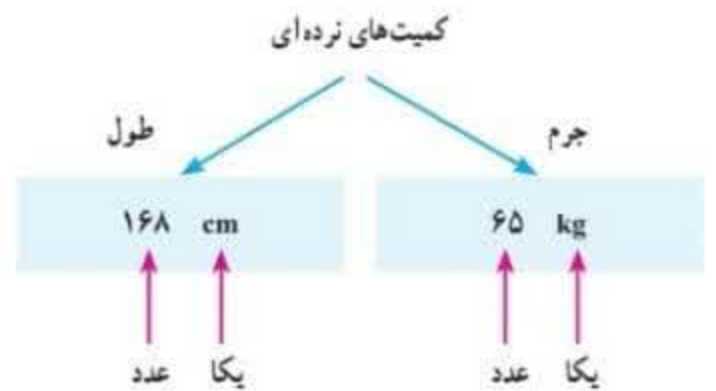 کمیت‌های نرده‌ای
جرم
طول
۶۵ kg
۱۶۸ cm
یکا
عدد
یکا
عدد